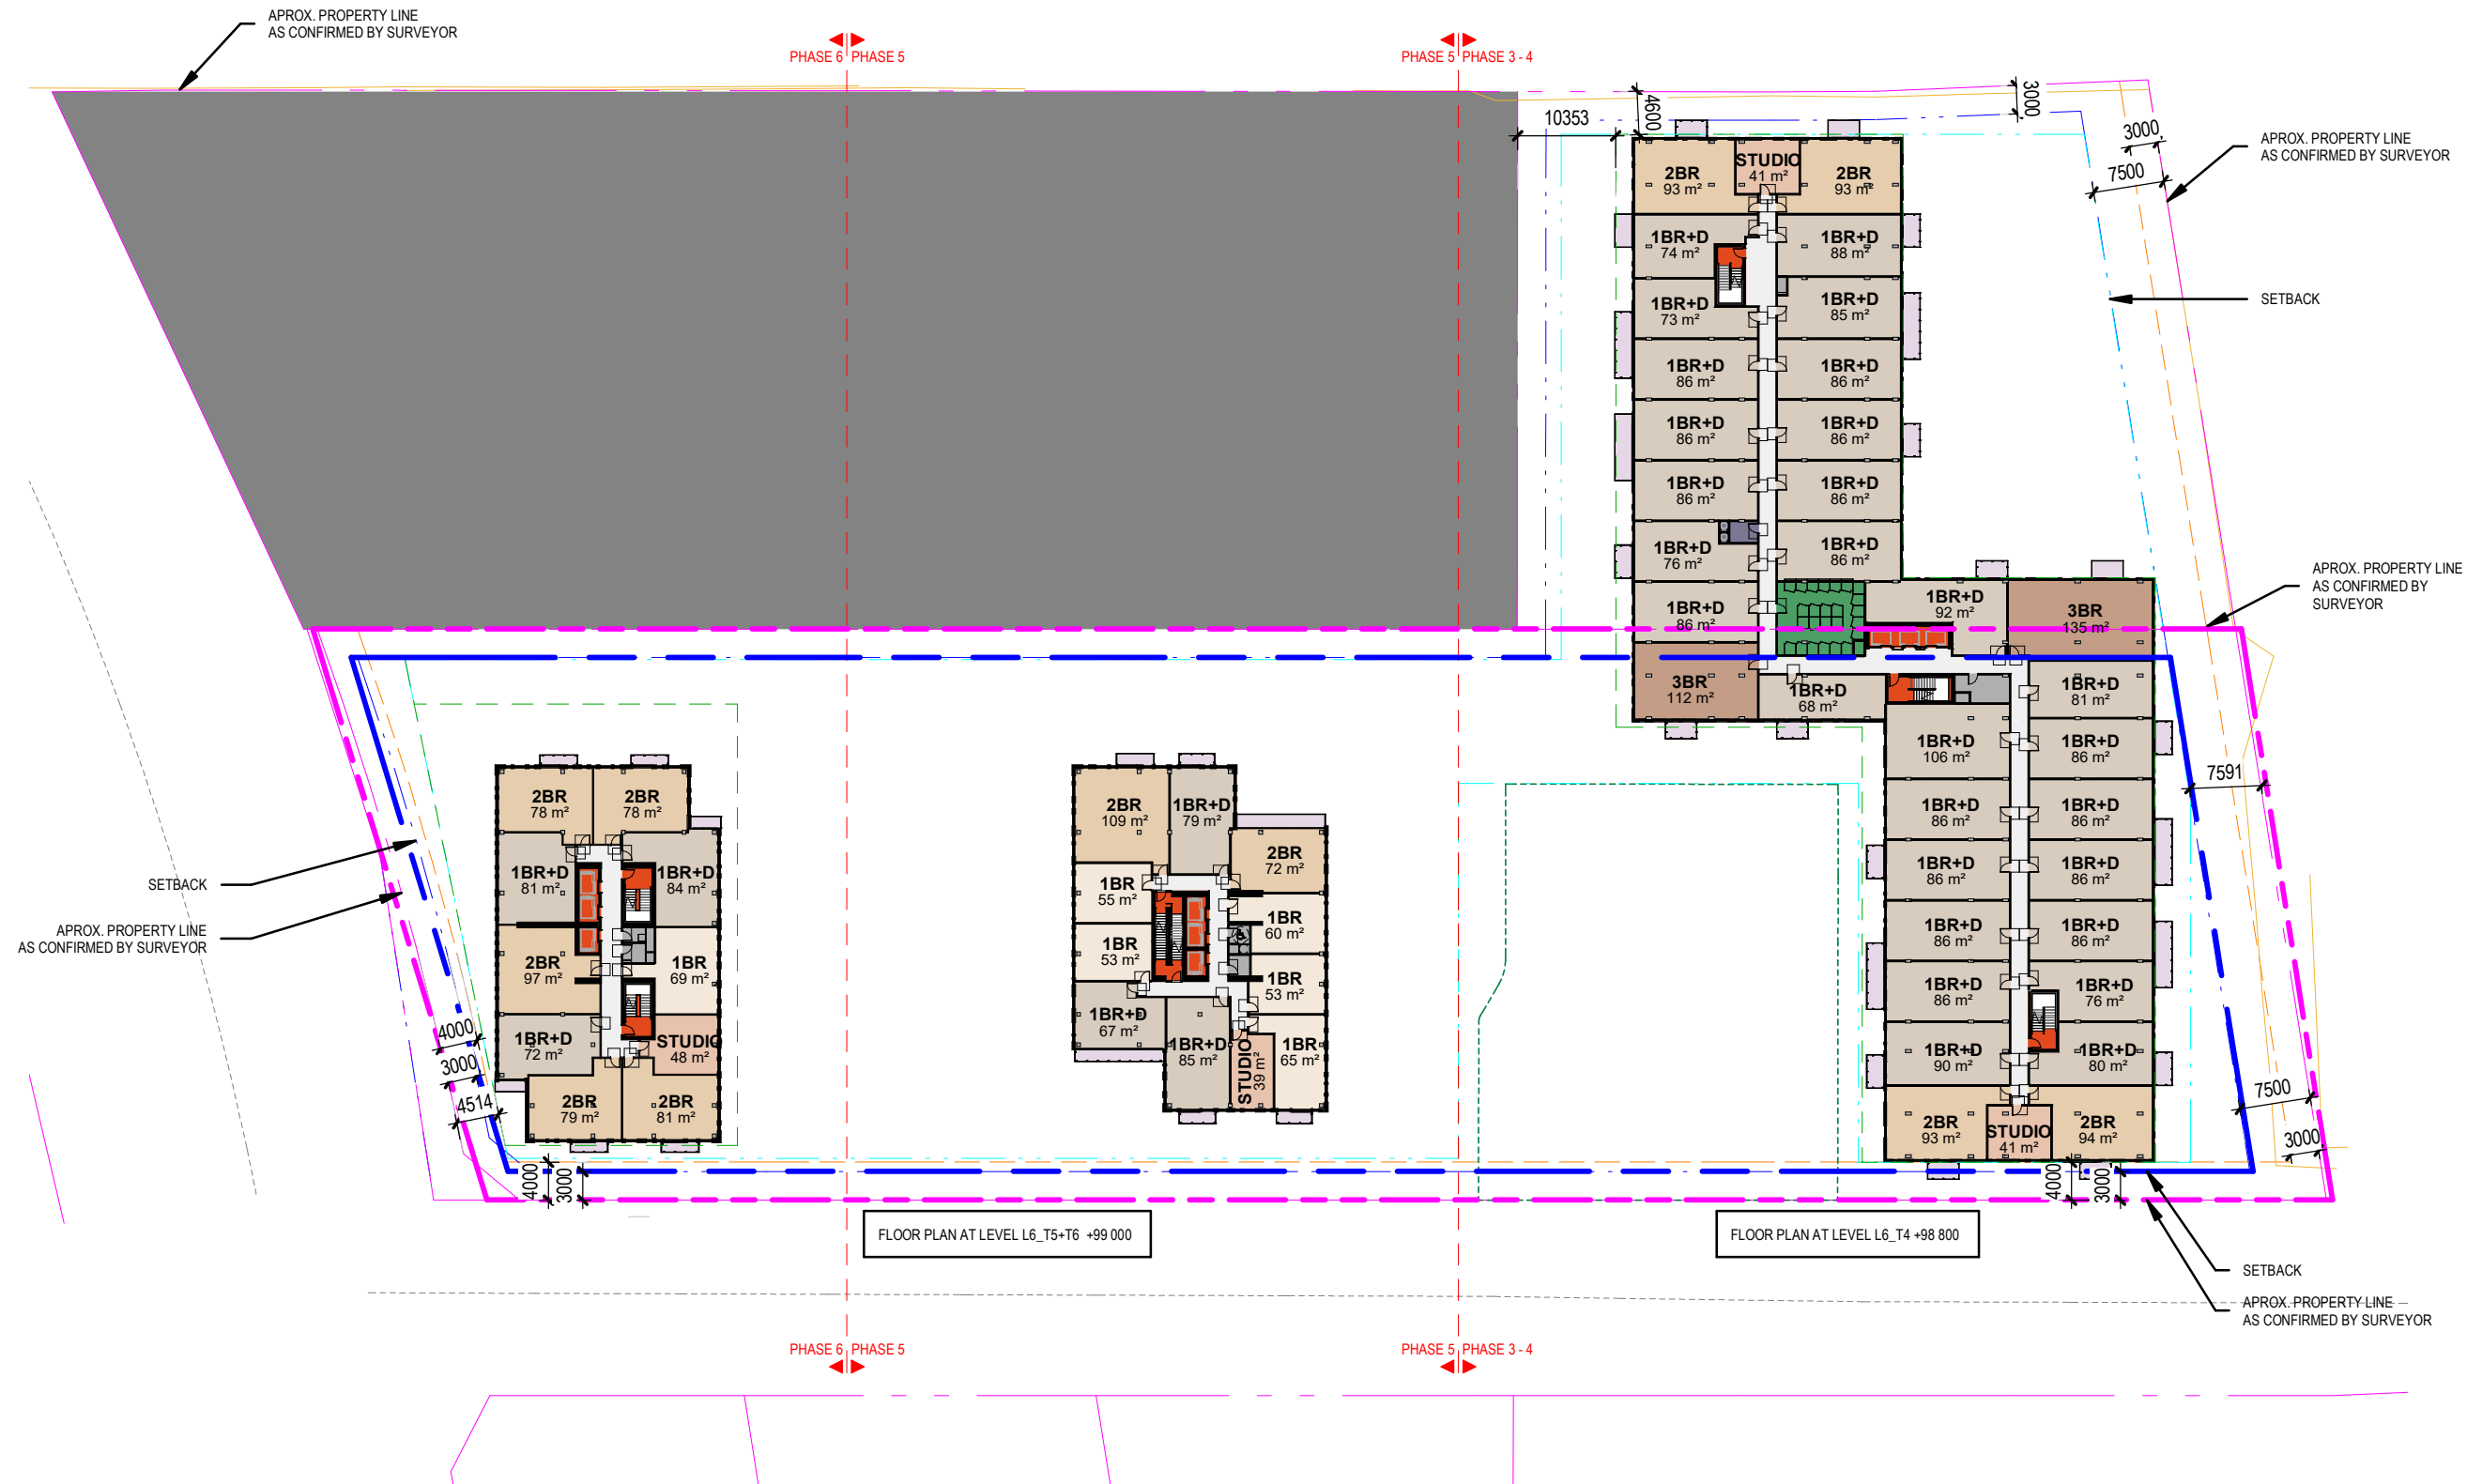 APROX. PROPERTY LINE
AS CONFIRMED BY SURVEYOR
PHASE 6
PHASE 5
PHASE 5
PHASE 3 - 4
10353
4600
3000
3000
7500
APROX. PROPERTY LINE
AS CONFIRMED BY SURVEYOR
SETBACK
APROX. PROPERTY LINE
AS CONFIRMED BY
SURVEYOR
2BR
93 m²
STUDIO
41 m²
2BR
93 m²
1BR+D
74 m²
1BR+D
88 m²
1BR+D
73 m²
1BR+D
85 m²
1BR+D
86 m²
1BR+D
86 m²
1BR+D
86 m²
1BR+D
86 m²
1BR+D
86 m²
1BR+D
86 m²
1BR+D
76 m²
1BR+D
86 m²
1BR+D
86 m²
1BR+D
92 m²
3BR
135 m²
3BR
112 m²
1BR+D
68 m²
1BR+D
81 m²
1BR+D
106 m²
1BR+D
86 m²
1BR+D
86 m²
1BR+D
86 m²
1BR+D
86 m²
1BR+D
86 m²
1BR+D
86 m²
1BR+D
86 m²
1BR+D
86 m²
1BR+D
76 m²
1BR+D
90 m²
1BR+D
80 m²
2BR
93 m²
STUDIO
41 m²
2BR
94 m²
7591
7500
3000
4000
3000
2BR
78 m²
2BR
78 m²
1BR+D
81 m²
1BR+D
84 m²
2BR
97 m²
1BR
69 m²
1BR+D
72 m²
STUDIO
48 m²
2BR
79 m²
2BR
81 m²
2BR
109 m²
1BR+D
79 m²
2BR
72 m²
1BR
55 m²
1BR
60 m²
1BR
53 m²
1BR
53 m²
1BR+D
67 m²
1BR+D
85 m²
STUDIO
39 m²
1BR
65 m²
SETBACK
APROX. PROPERTY LINE
AS CONFIRMED BY SURVEYOR
4000
3000
4514
4000
3000
FLOOR PLAN AT LEVEL L6_T5+T6 +99 000
FLOOR PLAN AT LEVEL L6_T4 +98 800
SETBACK
APROX. PROPERTY LINE
AS CONFIRMED BY SURVEYOR
PHASE 6
PHASE 5
PHASE 5
PHASE 3 - 4